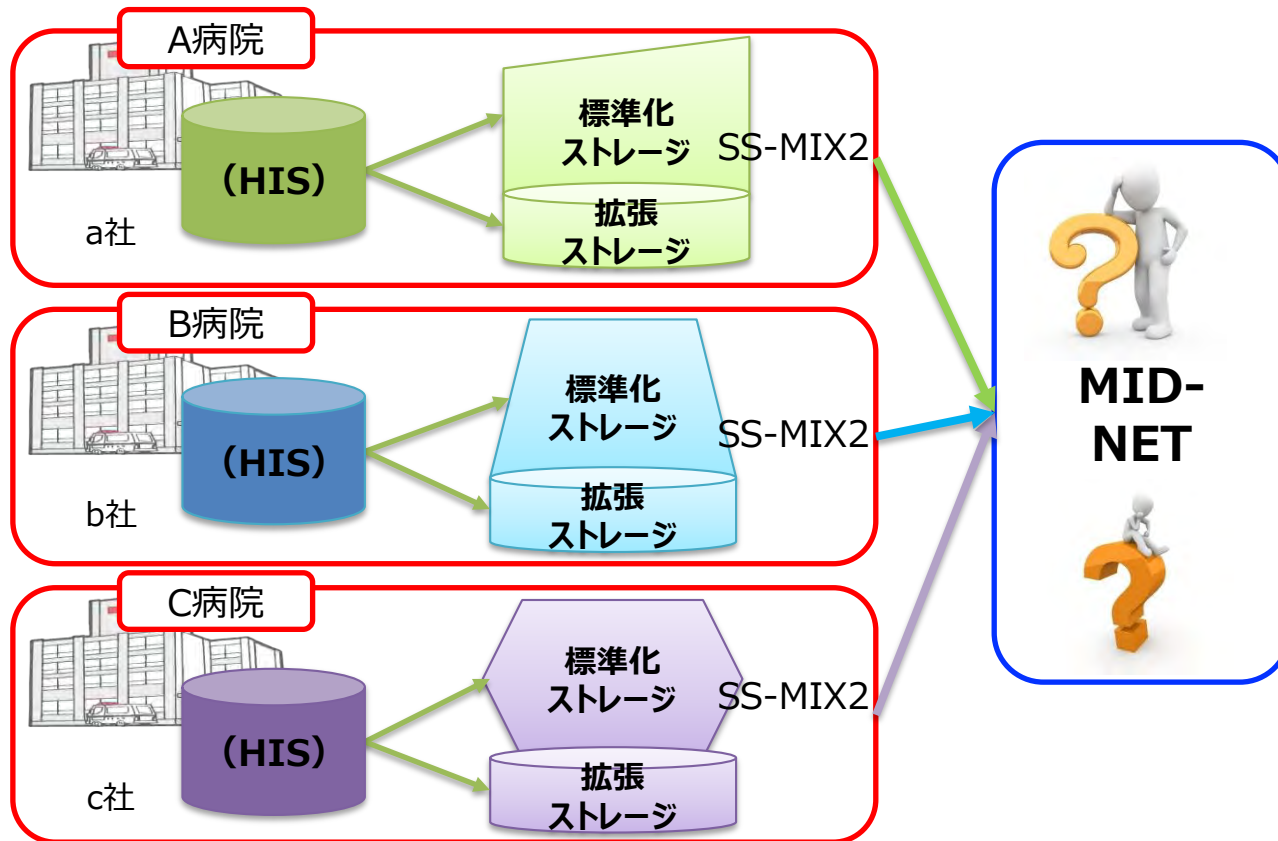 A病院
(HIS)
a社
標準化
ストレージ
SS-MIX2
拡張
ストレージ
B病院
(HIS)
b社
標準化
ストレージ
SS-MIX2
拡張
ストレージ
C病院
(HIS)
c社
標準化
ストレージ
SS-MIX2
拡張
ストレージ
MID-
NET